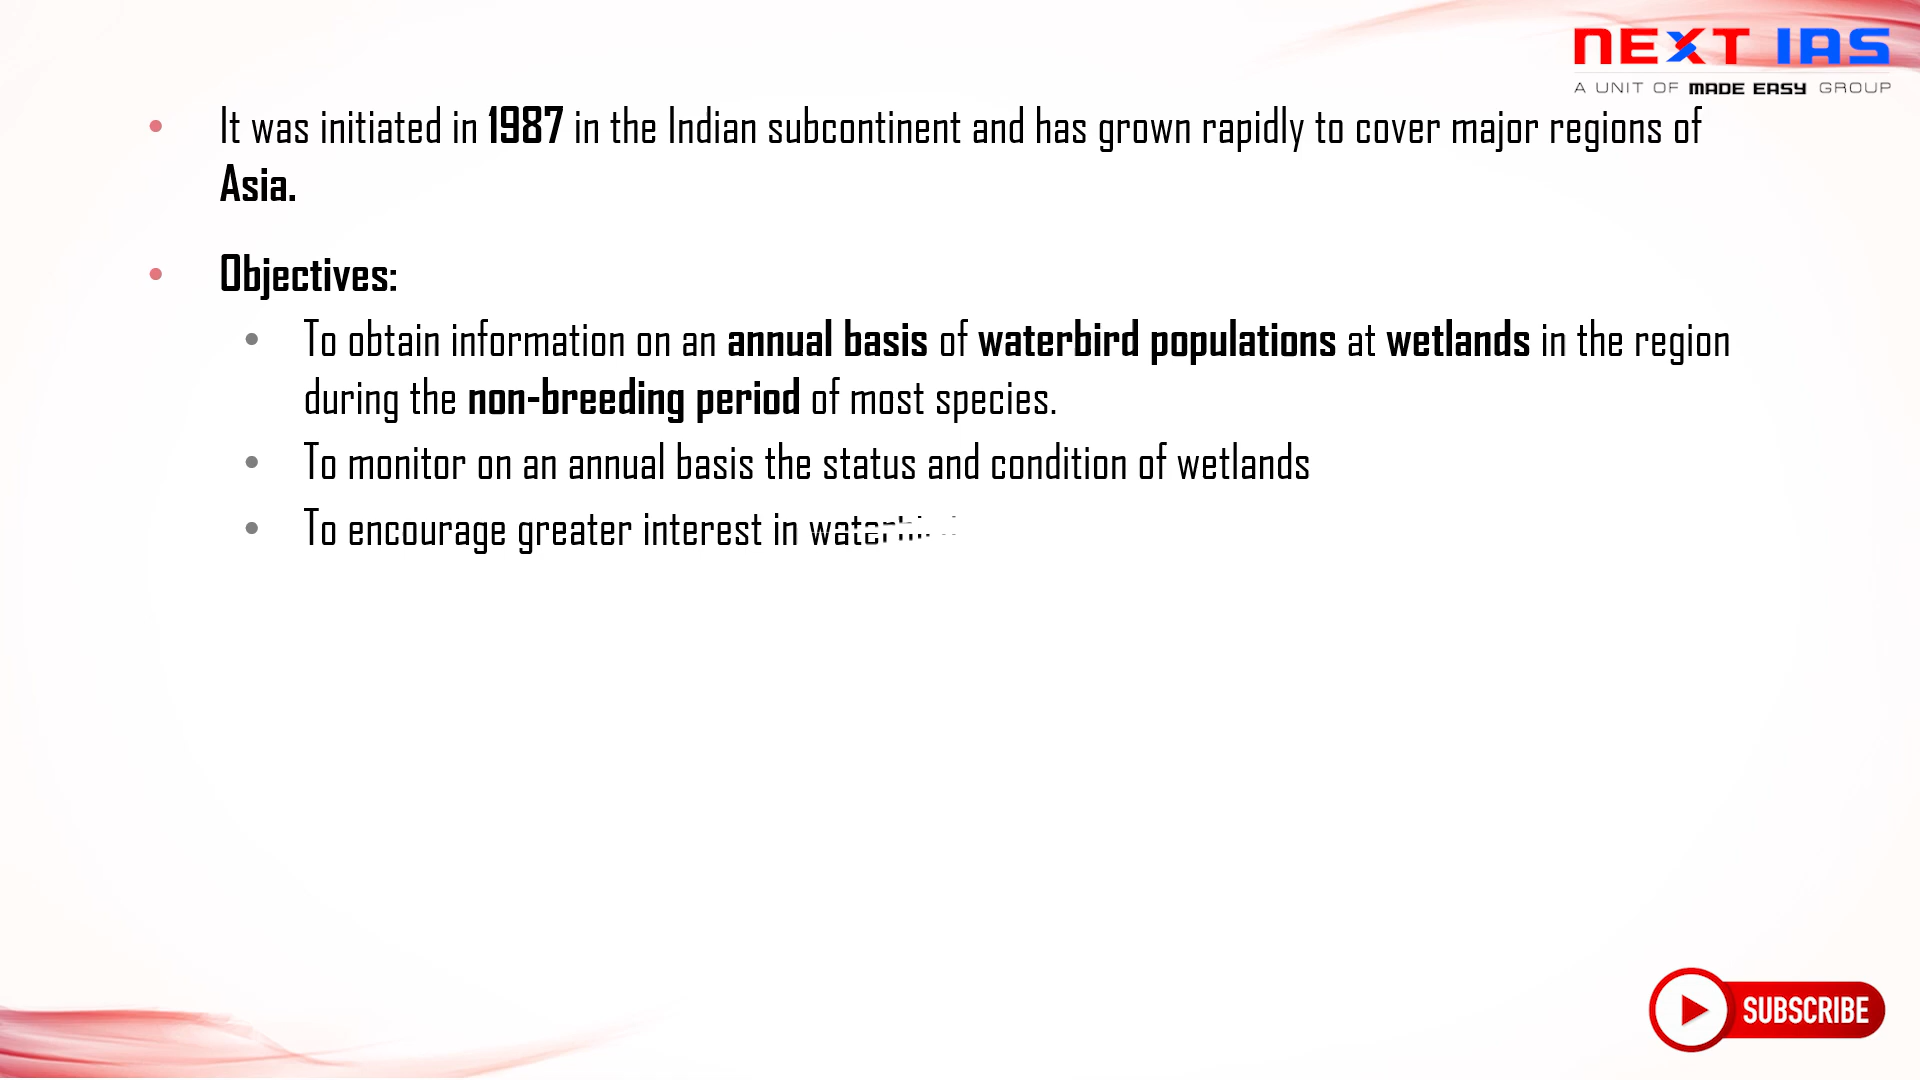 NEXT IAS
A UNIT OF MADE EASY GROUP
It was initiated in 1987 in the Indian subcontinent and has grown rapidly to cover major regions of
Asia.
Objectives:
To obtain information on an annual basis of waterbird populations at wetlands in the region
during the non-breeding period of most species.
To monitor on an annual basis the status and condition of wetlands
To encourage greater interest in
SUBSCRIBE